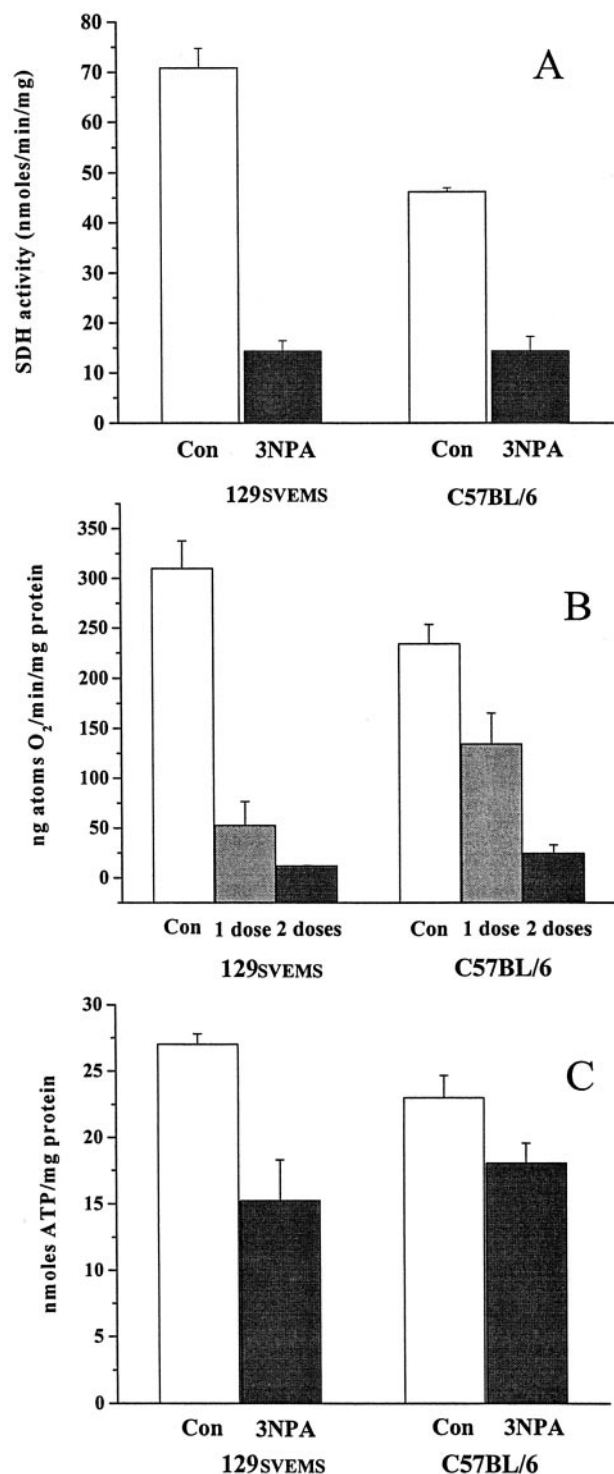 A
SDH activity (nmoles/min/mg)
80
70
60
50
40
30
20
10
0
Con 3NPA Con 3NPA
129SVEMS C57BL/6
B
ng atoms O₂/min/mg protein
350
300
250
200
150
100
50
0
Con 1 dose 2 doses Con 1 dose 2 doses
129SVEMS C57BL/6
C
nmoles ATP/mg protein
30
25
20
15
10
5
0
Con 3NPA Con 3NPA
129SVEMS C57BL/6